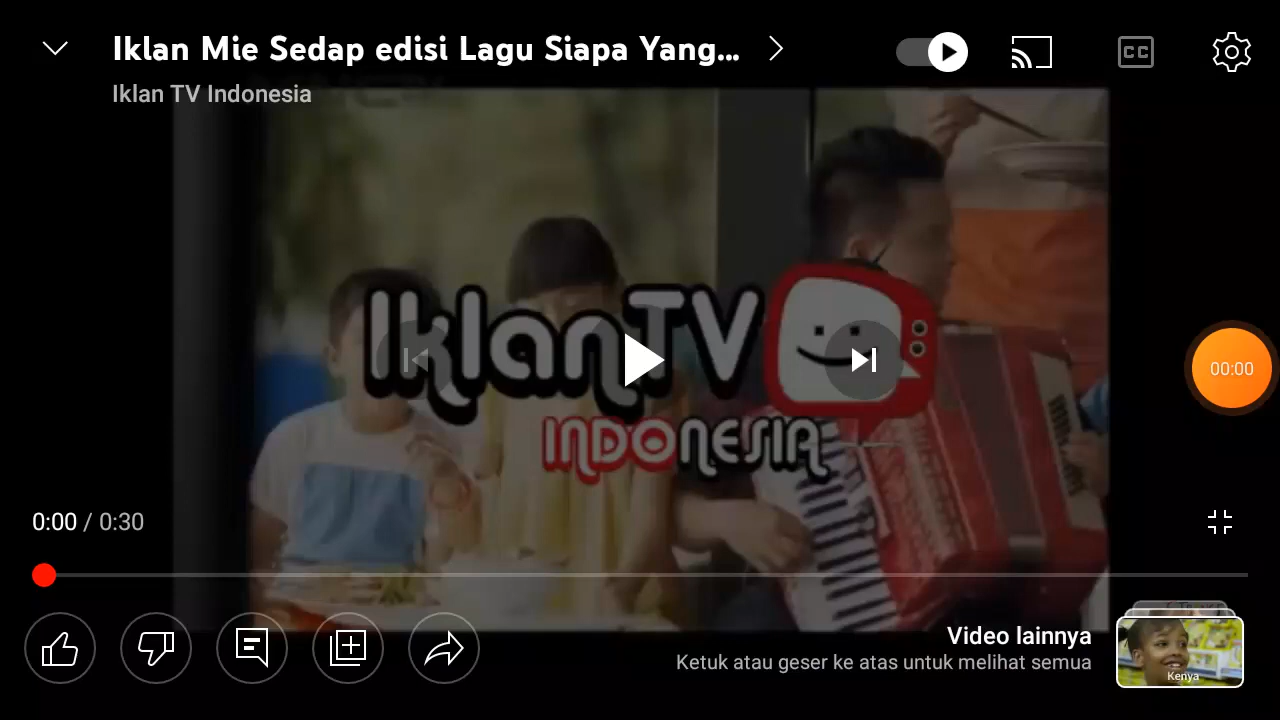 Iklan Mie Sedap edisi Lagu Siapa Yang...
Iklan TV Indonesia
CC
IklanTV
INDONESIA
00:00
0:00 / 0:30
Video lainnya
Ketuk atau geser ke atas untuk melihat semua
Kenya